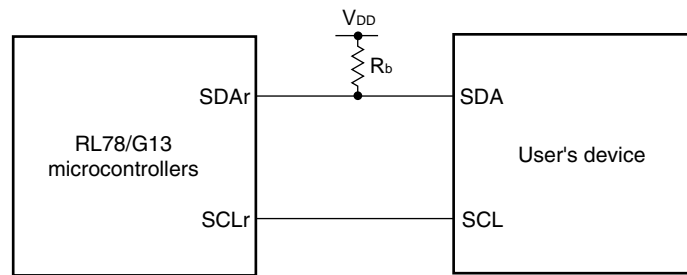 VDD
Rb
SDAr
SDA
RL78/G13
microcontrollers
User's device
SCLr
SCL